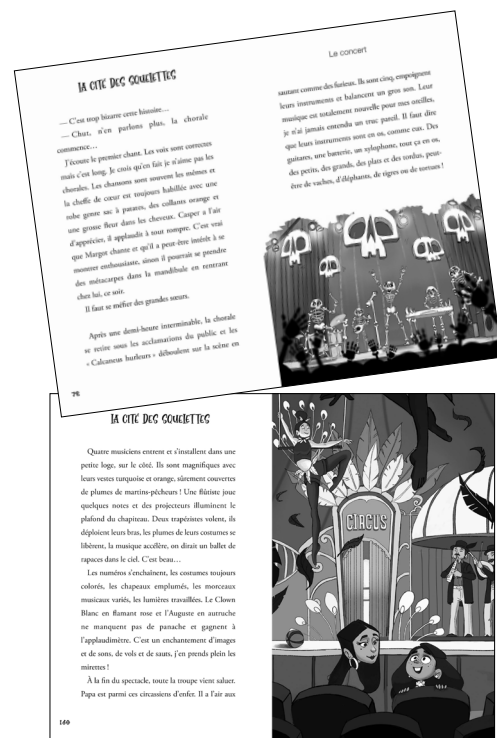 LA CITÉ DES SQUELETTES
— C'est trop bizarre cette histoire…
— Chut, n'en parlons plus, la chorale
commence…
J'écoute le premier chant. Les voix sont correctes
mais c'est long. Je crois qu'en fait je n'aime pas les
chorales. Les chansons sont souvent les mêmes et
la cheffe de cœur est toujours habillée avec une
robe genre sac à patates, des collants orange et
une grosse fleur dans les cheveux. Casper a l'air
d'apprécier, il applaudit à tout rompre. C'est vrai
que Margot chante et qu'il a peut-être intérêt à se
montrer enthousiaste, sinon il pourrait se prendre
des métacarpes dans la mandibule en rentrant
chez lui, ce soir.
Il faut se méfier des grandes sœurs.
Après une demi-heure interminable, la chorale
se retire sous les acclamations du public et les
« Calcaneus hurleurs » déboulent sur la scène en
78
Le concert
sautant comme des furieux. Ils sont cinq, empoignent
leurs instruments et balancent un gros son. Leur
musique est totalement nouvelle pour mes oreilles,
je n'ai jamais entendu un truc pareil. Il faut dire
que leurs instruments sont en os, comme eux. Des
guitares, une batterie, un xylophone, tout ça en os,
des petits, des grands, des plats et des tordus, peut-
être de vaches, d'éléphants, de tigres ou de tortues !
LA CITÉ DES SQUELETTES
Quatre musiciens entrent et s'installent dans une
petite loge, sur le côté. Ils sont magnifiques avec
leurs vestes turquoise et orange, sûrement couvertes
de plumes de martins-pêcheurs ! Une flûtiste joue
quelques notes et des projecteurs illuminent le
plafond du chapiteau. Deux trapézistes volent, ils
déploient leurs bras, les plumes de leurs costumes se
libèrent, la musique accélère, on dirait un ballet de
rapaces dans le ciel. C'est beau…
Les numéros s'enchaînent, les costumes toujours
colorés, les chapeaux emplumés, les morceaux
musicaux variés, les lumières travaillées. Le Clown
Blanc en flamant rose et l'Auguste en autruche
ne manquent pas de panache et gagnent à
l'applaudimètre. C'est un enchantement d'images
et de sons, de vols et de sauts, j'en prends plein les
mirettes !
À la fin du spectacle, toute la troupe vient saluer.
Papa est parmi ces circassiens d'enfer. Il a l'air aux
160
CIRCUS